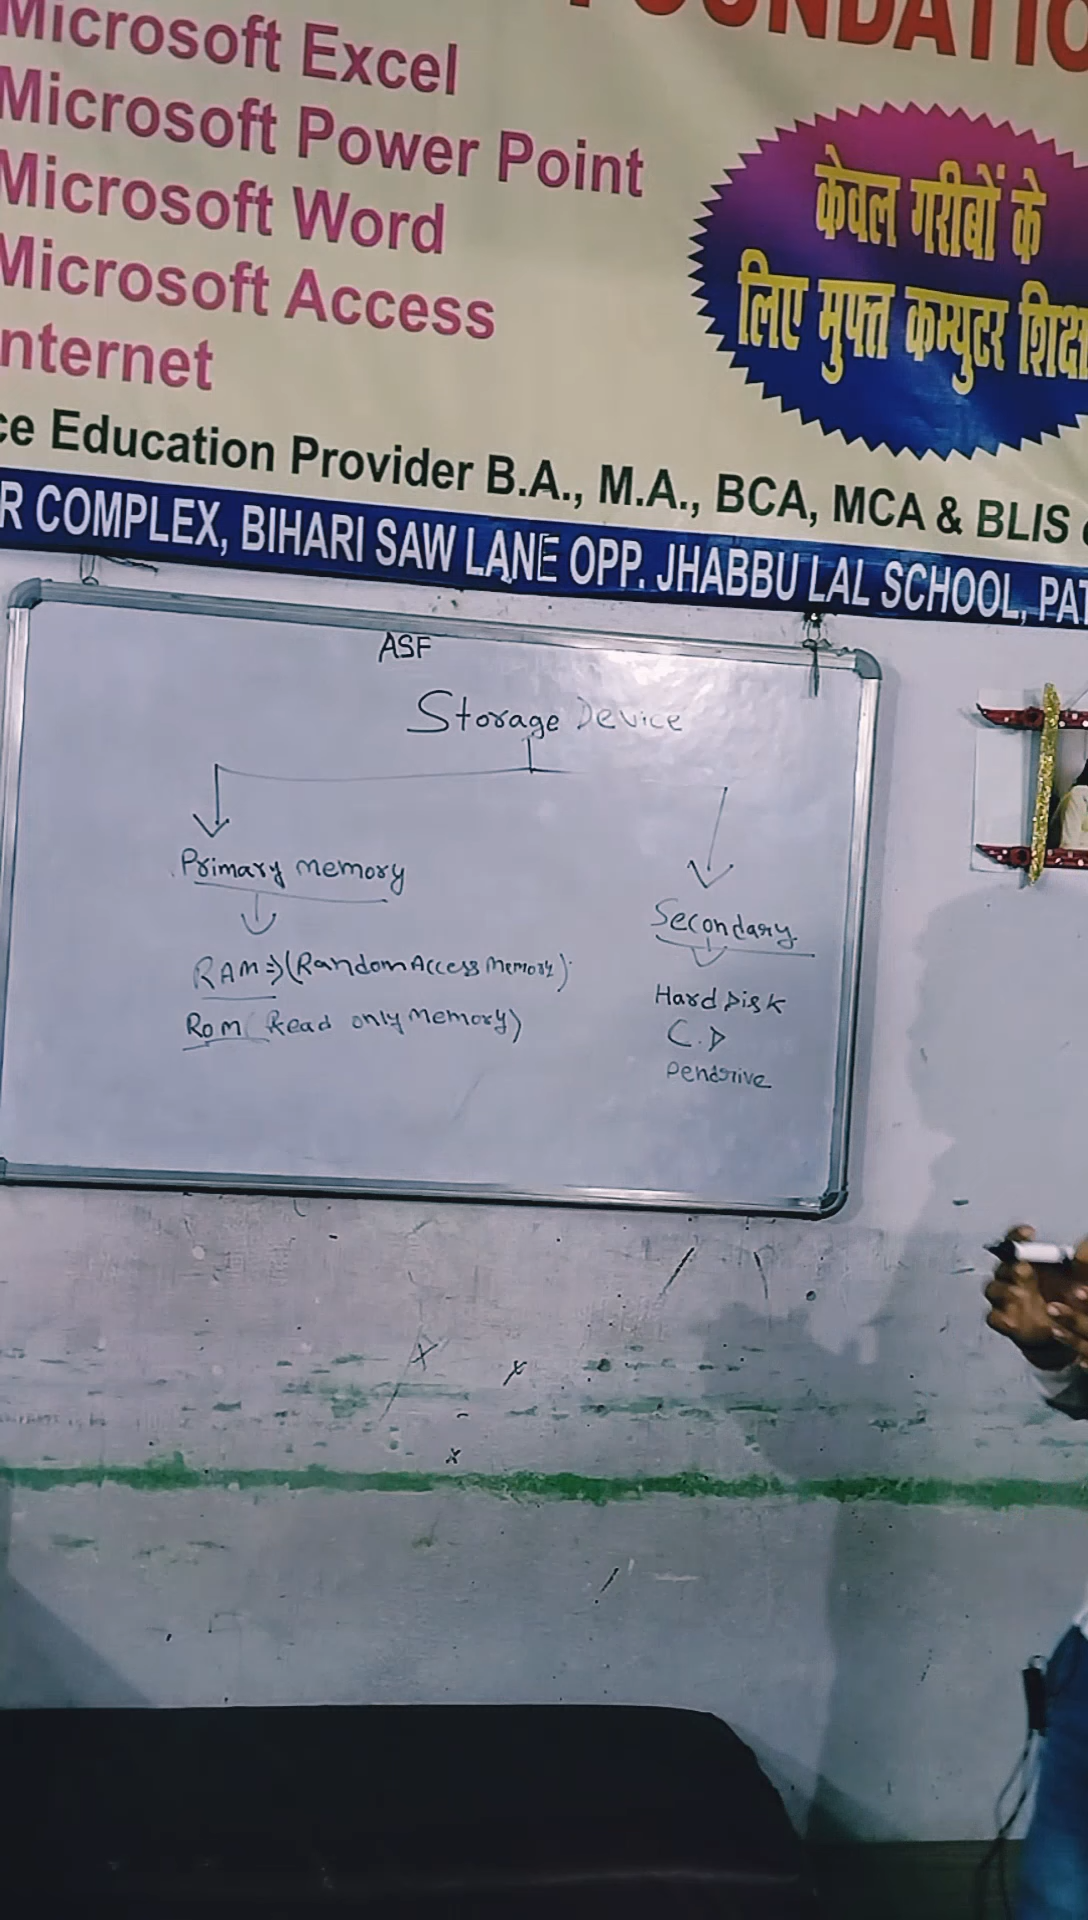 FOUNDATIO
Microsoft Excel
Microsoft Power Point
Microsoft Word
Microsoft Access
nternet
केवल गरीबों के
लिए मुफ्त कम्युटर शिक्षा
ce Education Provider B.A., M.A., BCA, MCA & BLIS
R COMPLEX, BIHARI SAW LANE OPP. JHABBU LAL SCHOOL, PAT
ASF
Storage Device
Primary memory
RAM => (Random Access Memory)
ROM (Read only Memory)
Secondary
Hard Disk
C.D
Pendrive